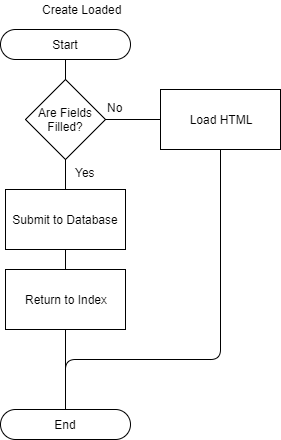 Create Loaded
Start
Are Fields
Filled?
No
Load HTML
Yes
Submit to Database
Return to Index
End